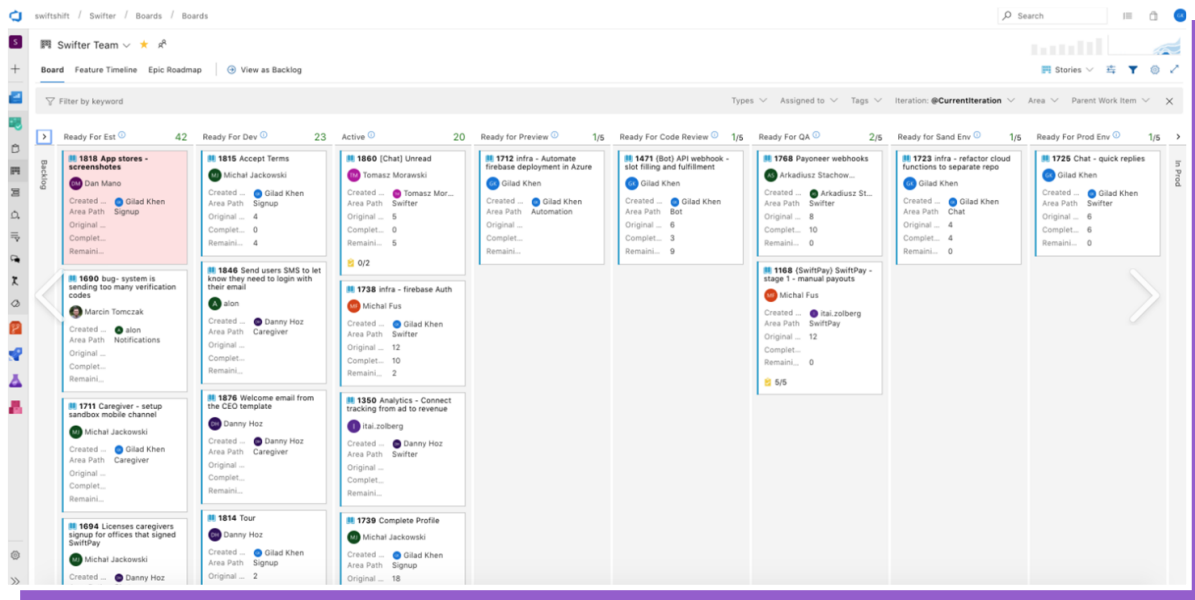 swiftshift / Swifter / Boards / Boards
Search
S
Swifter Team
Board Feature Timeline Epic Roadmap View as Backlog
Stories
Filter by keyword
Types Assigned to Tags Iteration: @CurrentIteration Area Parent Work Item
Backlog
Ready For Est 42
1818 App stores -
screenshotes
DM Dan Mano
Created ... Gilad Khen
Area Path Signup
Original ...
Complet...
Remaini...
1690 bug- system is
sending too many verification
codes
Marcin Tomczak
Created ... A alon
Area Path Notifications
Original ...
Complet...
Remaini...
1711 Caregiver - setup
sandbox mobile channel
MJ Michał Jackowski
Created ... Gilad Khen
Area Path Caregiver
Original ...
Complet...
Remaini...
1694 Licenses caregivers
signup for offices that signed
SwiftPay
MJ Michał Jackowski
Created ... Danny Hoz
Ready For Dev 23
1815 Accept Terms
MJ Michał Jackowski
Created ... Gilad Khen
Area Path Signup
Original ... 4
Complet... 0
Remaini... 4
1846 Send users SMS to let
know they need to login with
their email
A alon
Created ... Danny Hoz
Area Path Caregiver
Original ...
Complet...
Remaini...
1876 Welcome email from
the CEO template
DH Danny Hoz
Created ... Danny Hoz
Area Path Caregiver
Original ...
Complet...
Remaini...
1814 Tour
DH Danny Hoz
Created ... Gilad Khen
Area Path Signup
Original ... 2
Active 20
1860 [Chat] Unread
TM Tomasz Morawski
Created ... Tomasz Mor...
Area Path Swifter
Original ... 5
Complet... 0
Remaini... 5
0/2
1738 infra - firebase Auth
MF Michal Fus
Created ... Gilad Khen
Area Path Swifter
Original ... 12
Complet... 10
Remaini... 2
1350 Analytics - Connect
tracking from ad to revenue
I itai.zolberg
Created ... Danny Hoz
Area Path Swifter
Original ...
Complet...
Remaini...
1739 Complete Profile
MJ Michał Jackowski
Created ... Gilad Khen
Area Path Signup
Original ... 18
Ready for Preview 1/5
1712 infra - Automate
firebase deployment in Azure
GK Gilad Khen
Created ... Gilad Khen
Area Path Automation
Original ...
Complet...
Remaini...
Ready For Code Review 1/5
1471 (Bot) API webhook -
slot filling and fulfillment
GK Gilad Khen
Created ... Gilad Khen
Area Path Bot
Original ... 6
Complet... 3
Remaini... 9
Ready For QA 2/5
1768 Payoneer webhooks
AS Arkadiusz Stachow...
Created ... Arkadiusz St...
Area Path Swifter
Original ... 8
Complet... 10
Remaini... 0
1168 (SwiftPay) SwiftPay -
stage 1 - manual payouts
MF Michal Fus
Created ... itai.zolberg
Area Path SwiftPay
Original ... 12
Complet...
Remaini... 0
5/5
Ready for Sand Env 1/5
1723 infra - refactor cloud
functions to separate repo
GK Gilad Khen
Created ... Gilad Khen
Area Path Chat
Original ... 4
Complet... 4
Remaini... 0
Ready For Prod Env 1/5
1725 Chat - quick replies
GK Gilad Khen
Created ... Gilad Khen
Area Path Swifter
Original ... 6
Complet... 6
Remaini... 0
In Prod